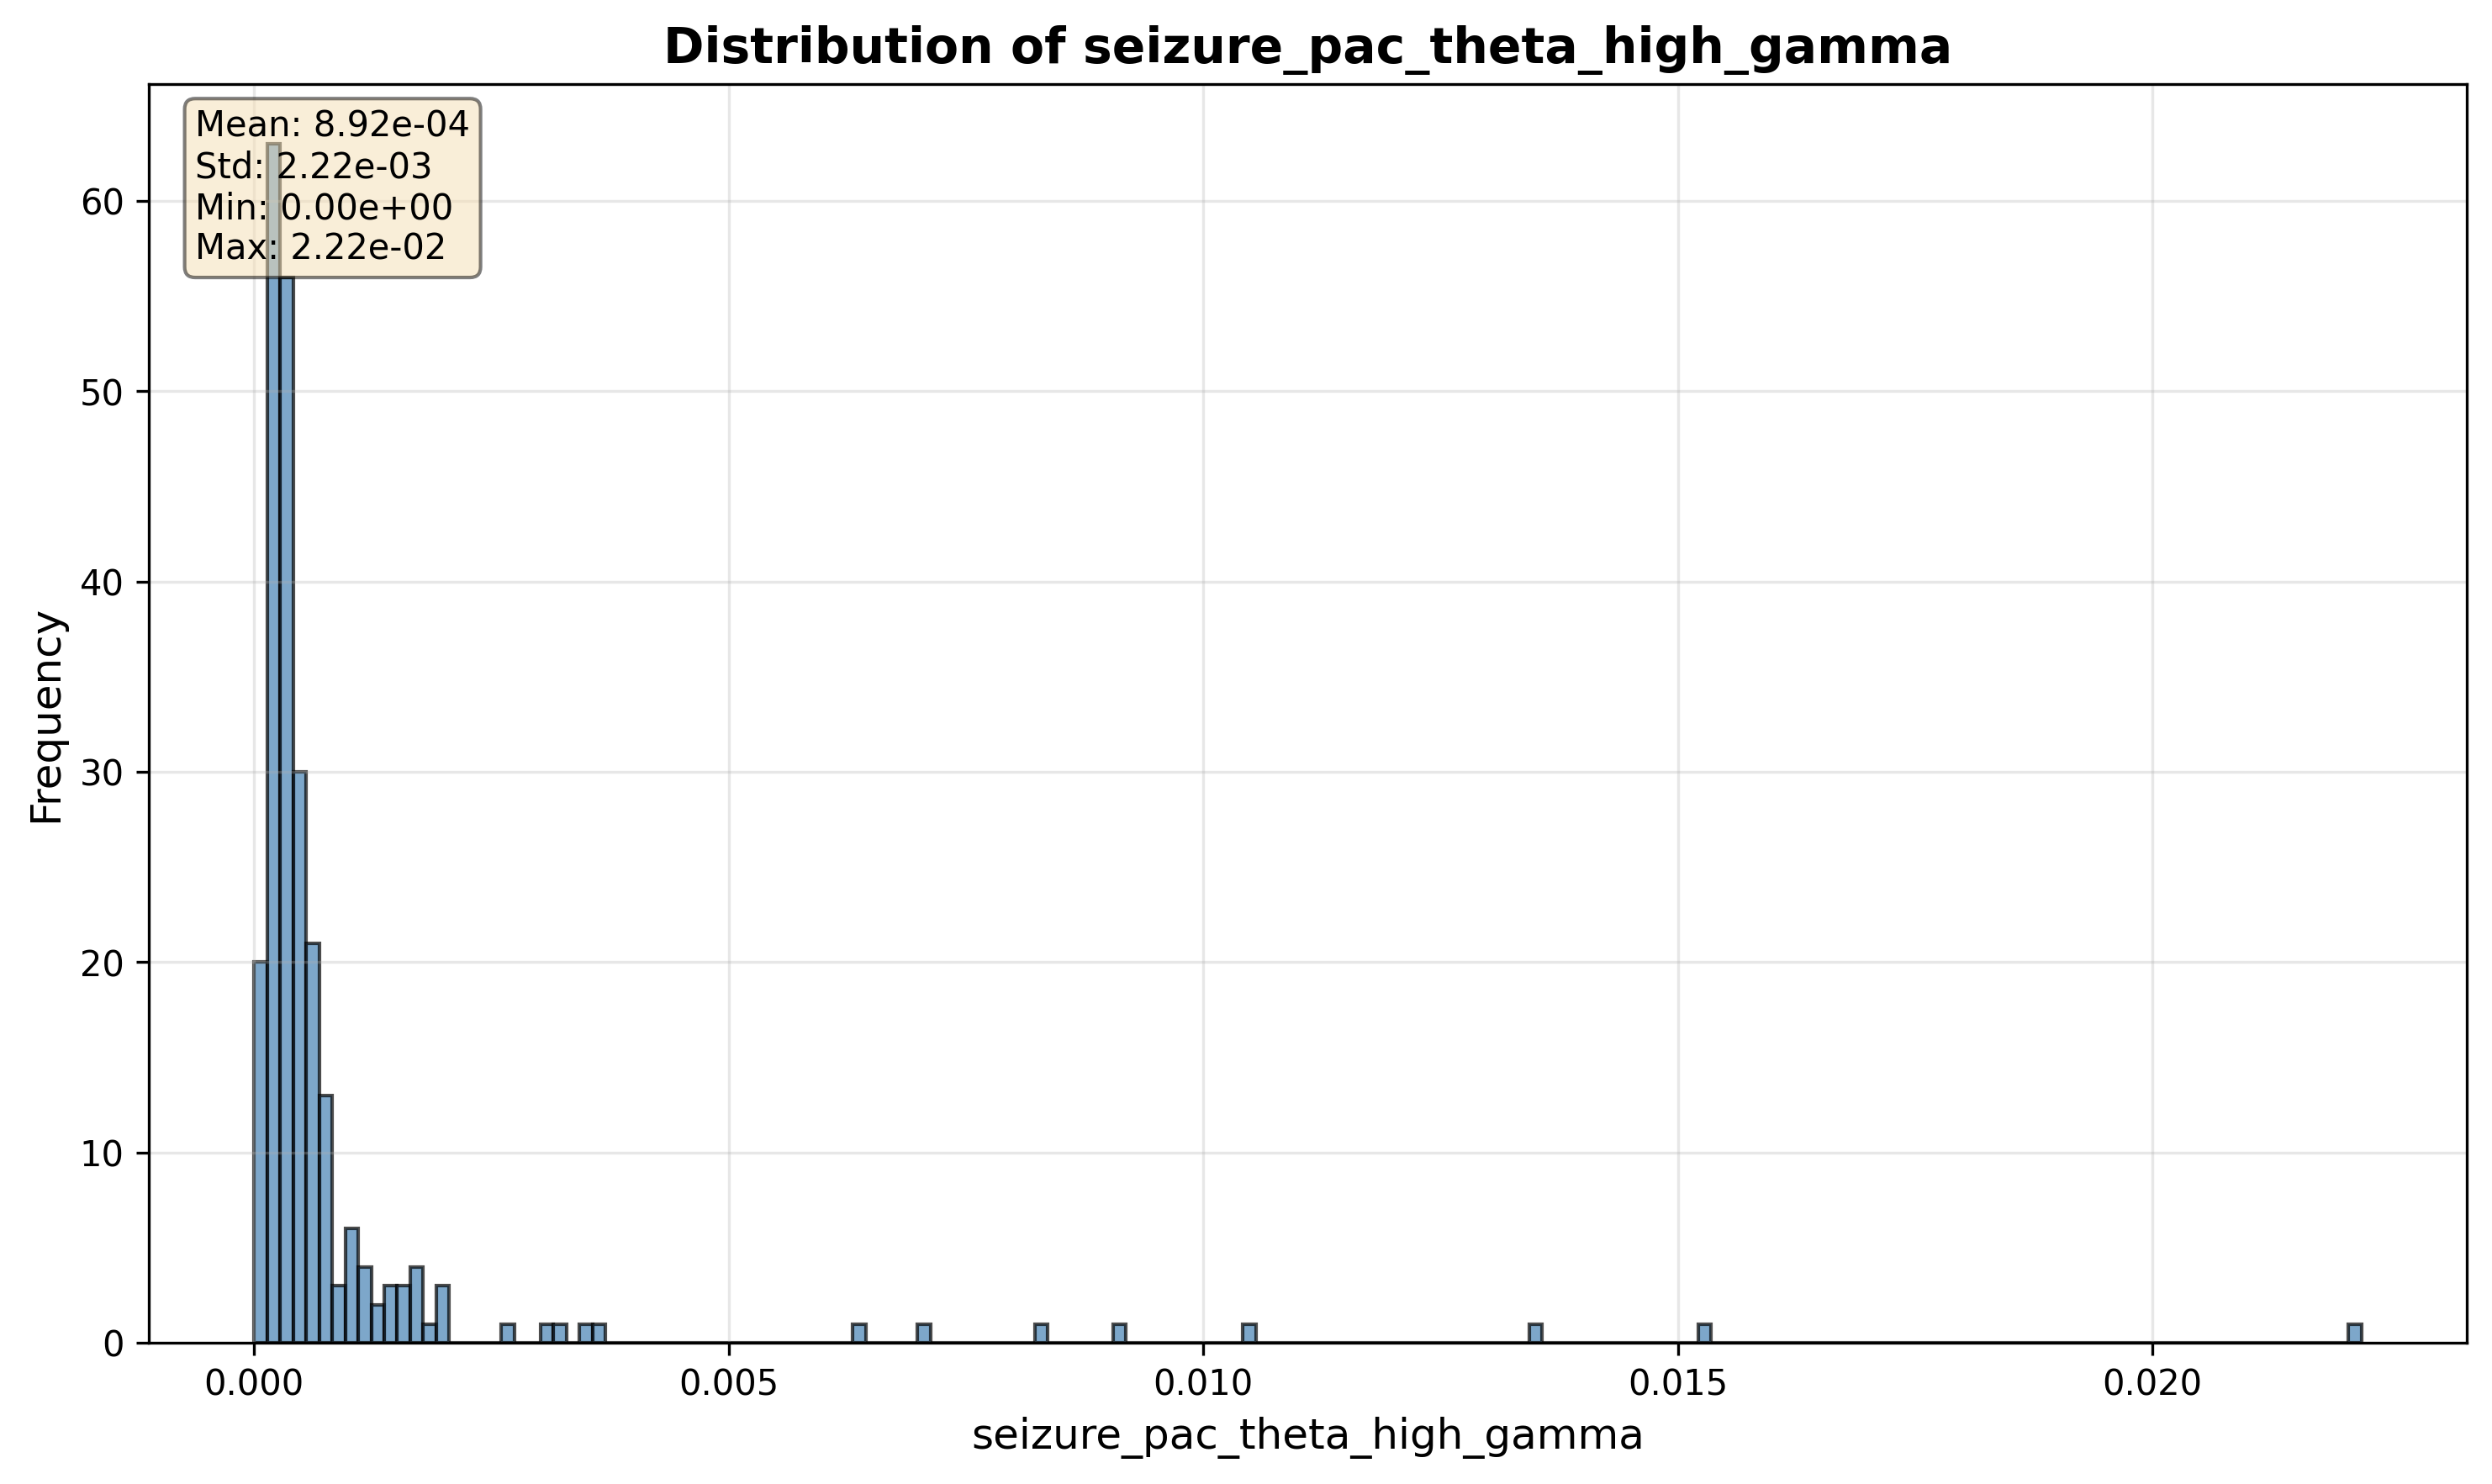 Distribution of seizure_pac_theta_high_gamma
Mean: 8.92e-04
Std: 2.22e-03
Min: 0.00e+00
Max: 2.22e-02
60
50
40
30
20
10
0
Frequency
0.000 0.005 0.010 0.015 0.020
seizure_pac_theta_high_gamma